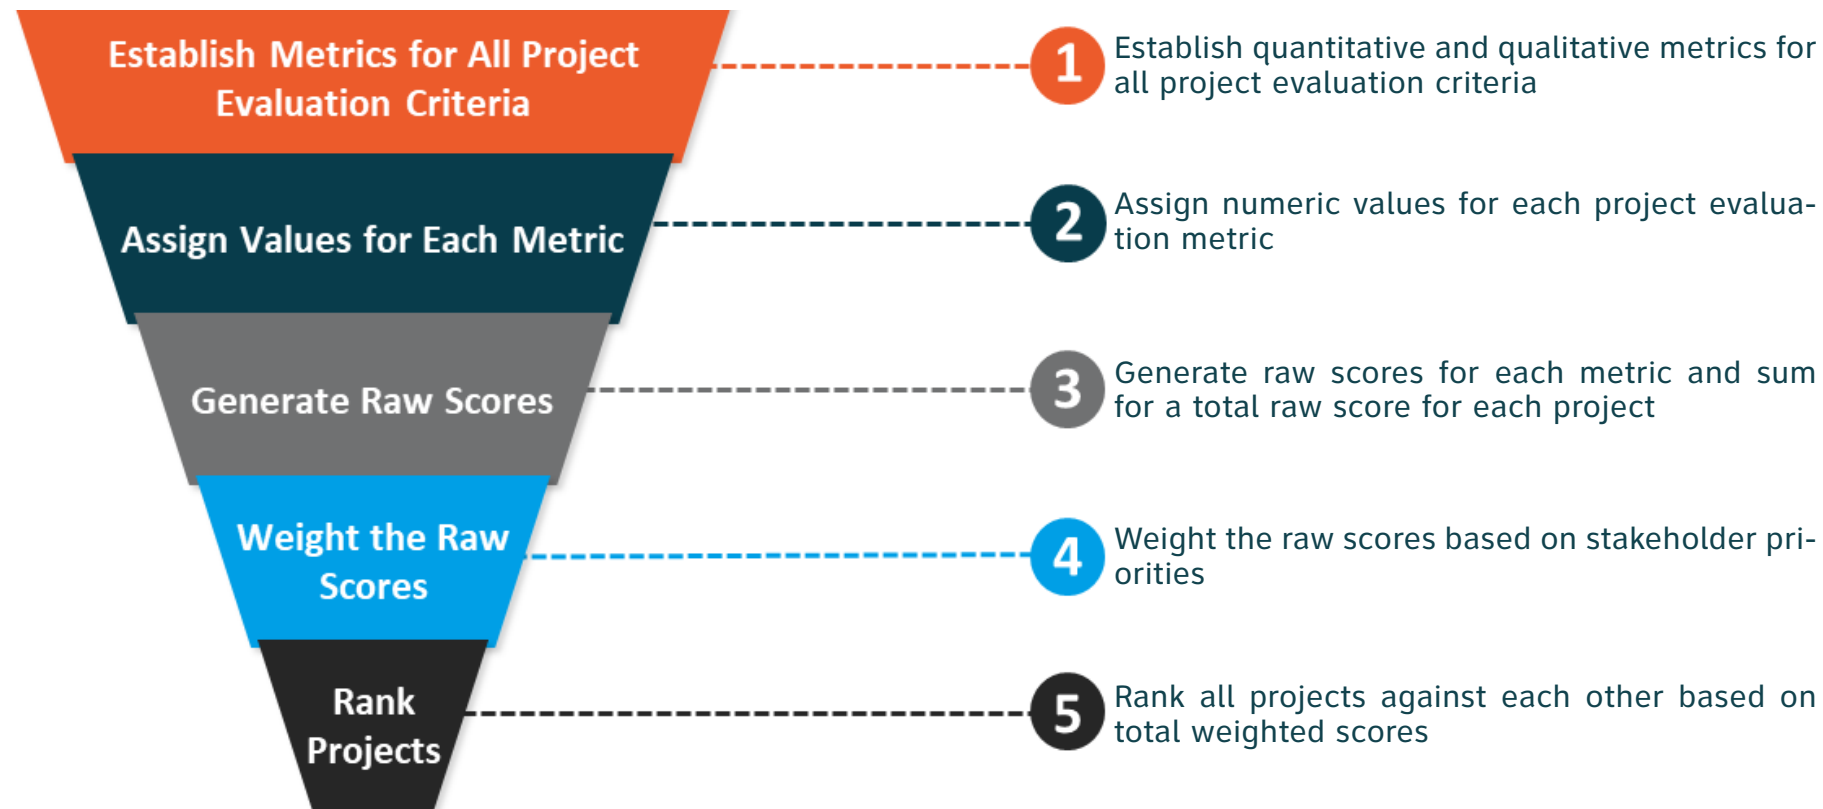 Establish Metrics for All Project
Evaluation Criteria
1
Establish quantitative and qualitative metrics for
all project evaluation criteria
Assign Values for Each Metric
2
Assign numeric values for each project evalua-
tion metric
Generate Raw Scores
3
Generate raw scores for each metric and sum
for a total raw score for each project
Weight the Raw
Scores
4
Weight the raw scores based on stakeholder pri-
orities
Rank
Projects
5
Rank all projects against each other based on
total weighted scores